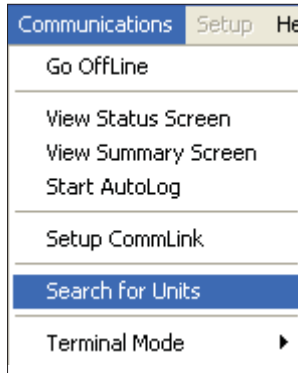 Communications Setup He
Go OffLine
View Status Screen
View Summary Screen
Start AutoLog
Setup CommLink
Search for Units
Terminal Mode